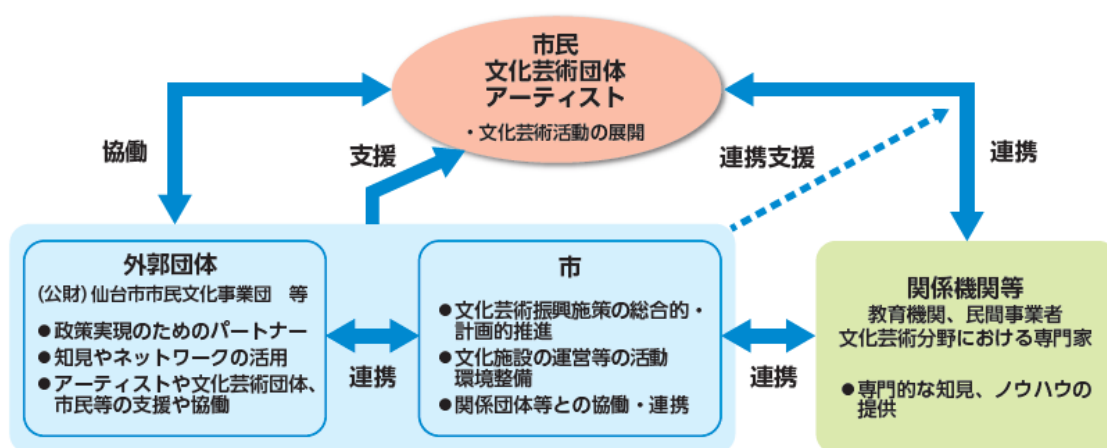 市民
文化芸術団体
アーティスト
・文化芸術活動の展開
協働
支援
連携支援
連携
外郭団体
(公財)仙台市市民文化事業団 等
●政策実現のためのパートナー
●知見やネットワークの活用
●アーティストや文化芸術団体、
市民等の支援や協働
連携
市
●文化芸術振興施策の総合的・
計画的推進
●文化施設の運営等の活動
環境整備
●関係団体等との協働・連携
連携
関係機関等
教育機関、民間事業者
文化芸術分野における専門家
●専門的な知見、ノウハウの
提供